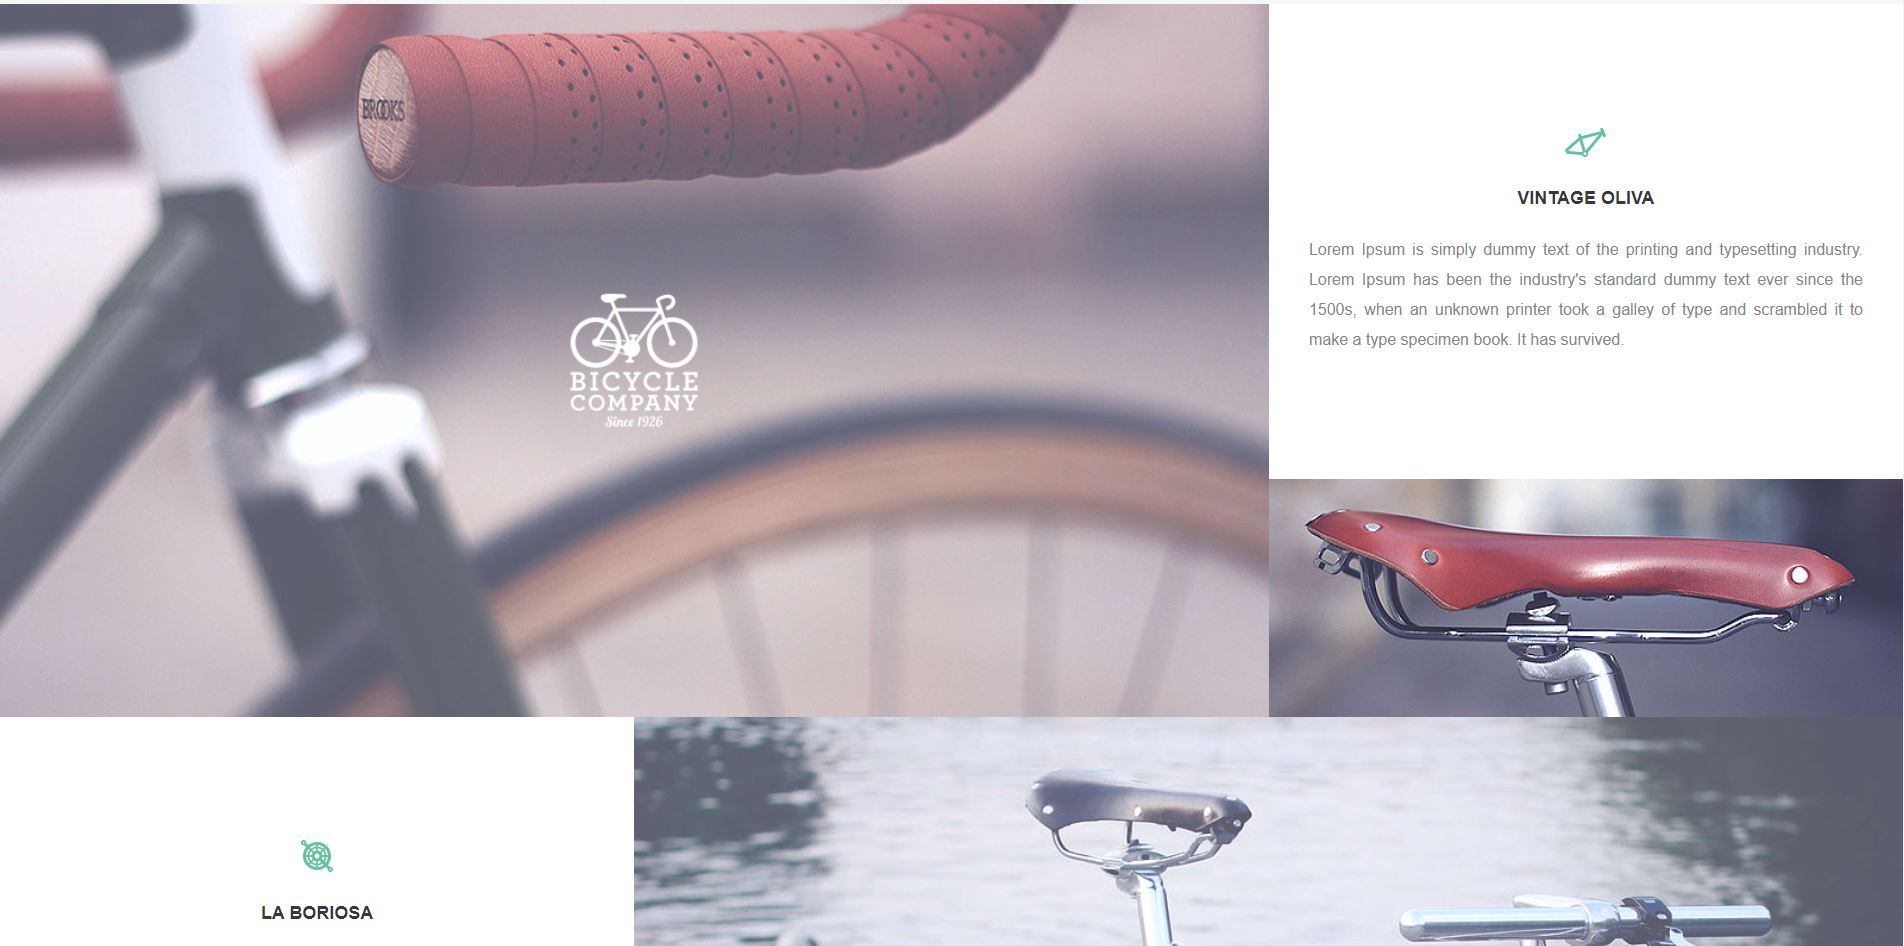 BROOKS
BICYCLE
COMPANY
Since 1926
VINTAGE OLIVA
Lorem Ipsum is simply dummy text of the printing and typesetting industry.
Lorem Ipsum has been the industry's standard dummy text ever since the
1500s, when an unknown printer took a galley of type and scrambled it to
make a type specimen book. It has survived.
LA BORIOSA